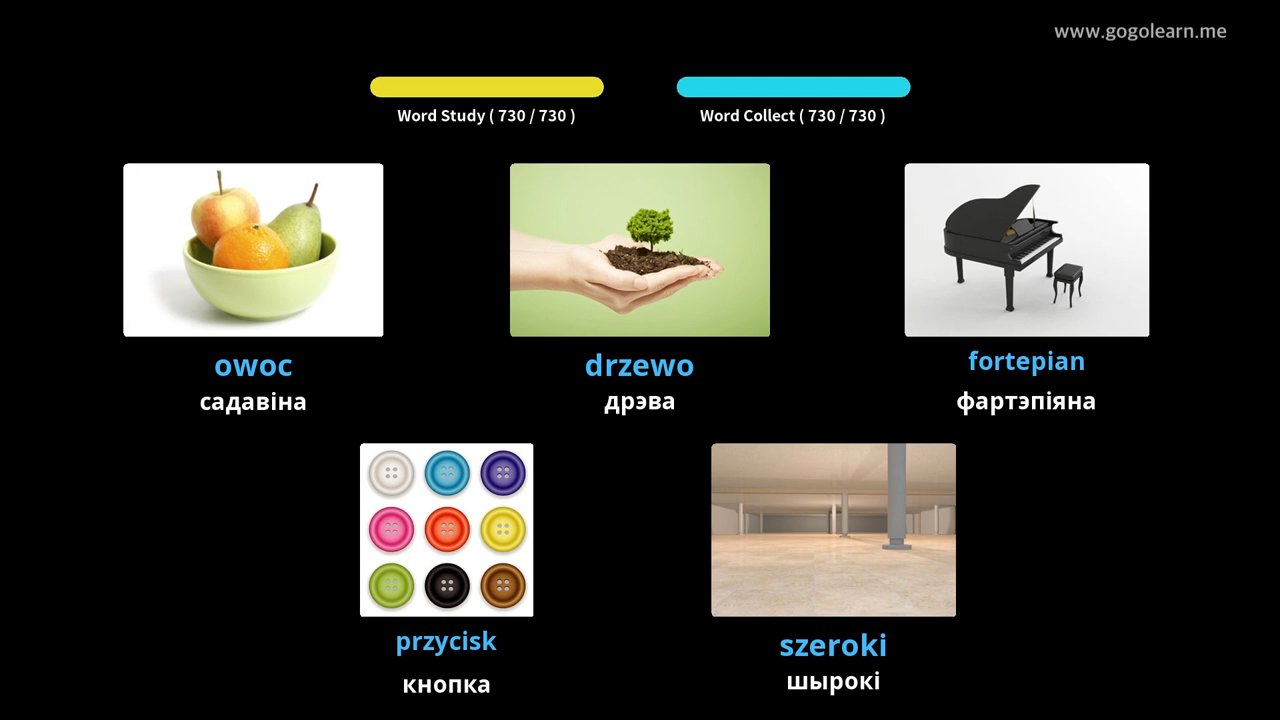 www.gogolearn.me
Word Study ( 730 / 730 )
Word Collect ( 730 / 730 )
owoc
садавіна
drzewo
дрэва
fortepian
фартэпіяна
przycisk
кнопка
szeroki
шырокі